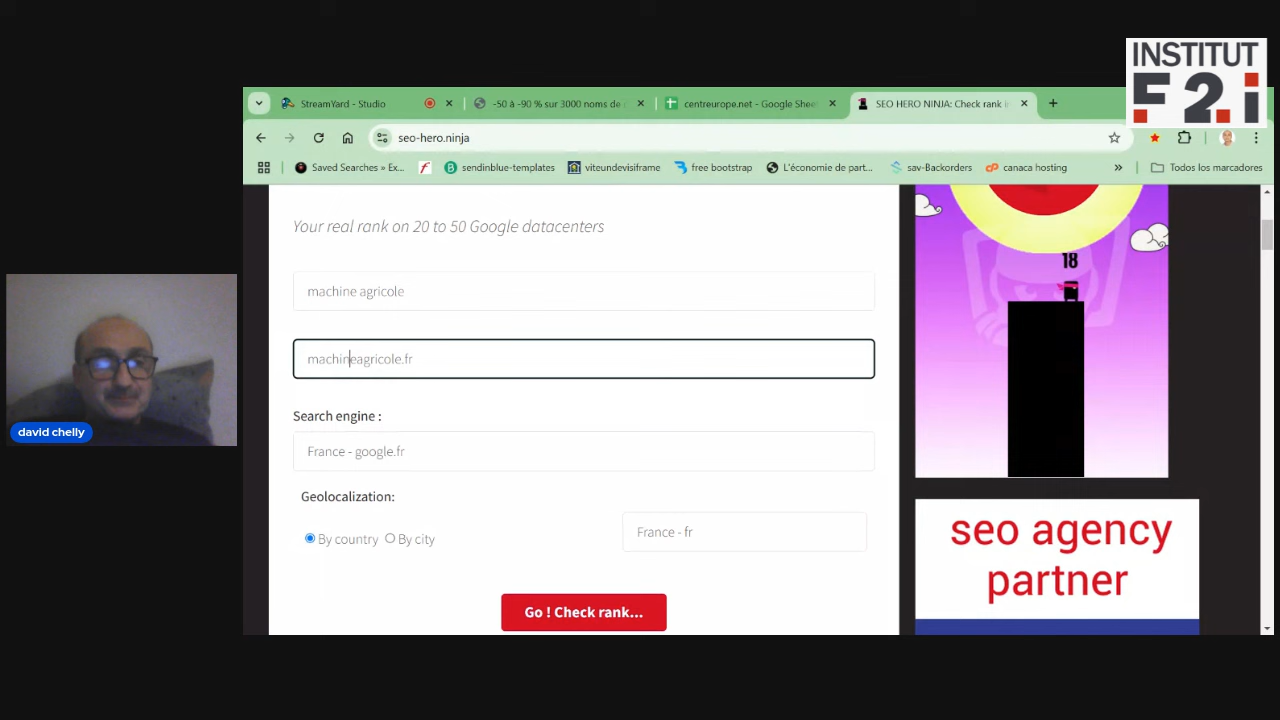 INSTITUT
F2i
StreamYard - Studio
-50 à -90 % sur 3000 noms de
centreurope.net - Google Shee
SEO HERO NINJA: Check rank i
seo-hero.ninja
Saved Searches » Ex...
sendinblue-templates
viteundevisiframe
free bootstrap
L'économie de part...
sav-Backorders
canaca hosting
»
Todos los marcadores
Your real rank on 20 to 50 Google datacenters
machine agricole
machineagricole.fr
Search engine :
France - google.fr
Geolocalization:
By country
By city
France - fr
Go ! Check rank...
18
seo agency
partner
david chelly